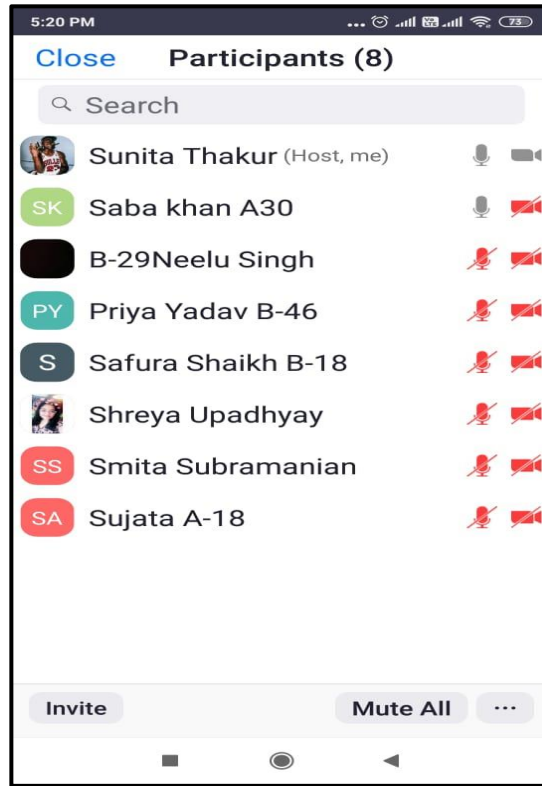 5:20 PM ... 73
Close Participants (8)
Search
Sunita Thakur (Host, me)
SK Saba khan A30
B-29Neelu Singh
PY Priya Yadav B-46
S Safura Shaikh B-18
Shreya Upadhyay
SS Smita Subramanian
SA Sujata A-18
Invite Mute All ...